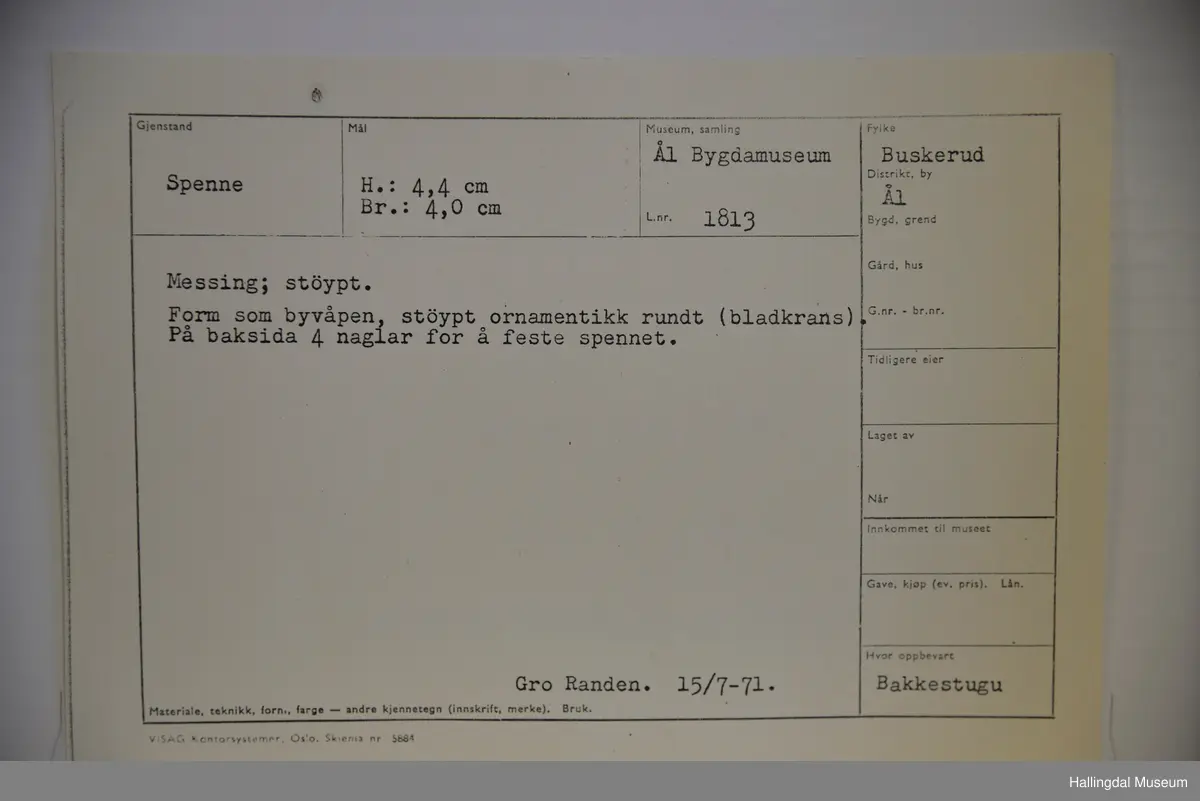 Gjenstand
Spenne
Mål
H.: 4,4 cm
Br.: 4,0 cm
Museum, samling
Ål Bygdamuseum
L.nr. 1813
Fylke
Buskerud
Distrikt, by
Ål
Bygd, grend
Gård, hus
G.nr. - br.nr.
Tidligere eier
Laget av
Når
Innkommet til museet
Gave, kjøp (ev. pris). Lån.
Hvor oppbevart
Bakkestugu
Messing; stöypt.
Form som byvåpen, stöypt ornamentikk rundt (bladkrans).
På baksida 4 naglar for å feste spennet.
Gro Randen. 15/7-71.
Materiale, teknikk, form, farge — andre kjennetegn (innskrift, merke). Bruk.
VISAG Kontorsystemer, Oslo. Skjema nr 5884
Hallingdal Museum